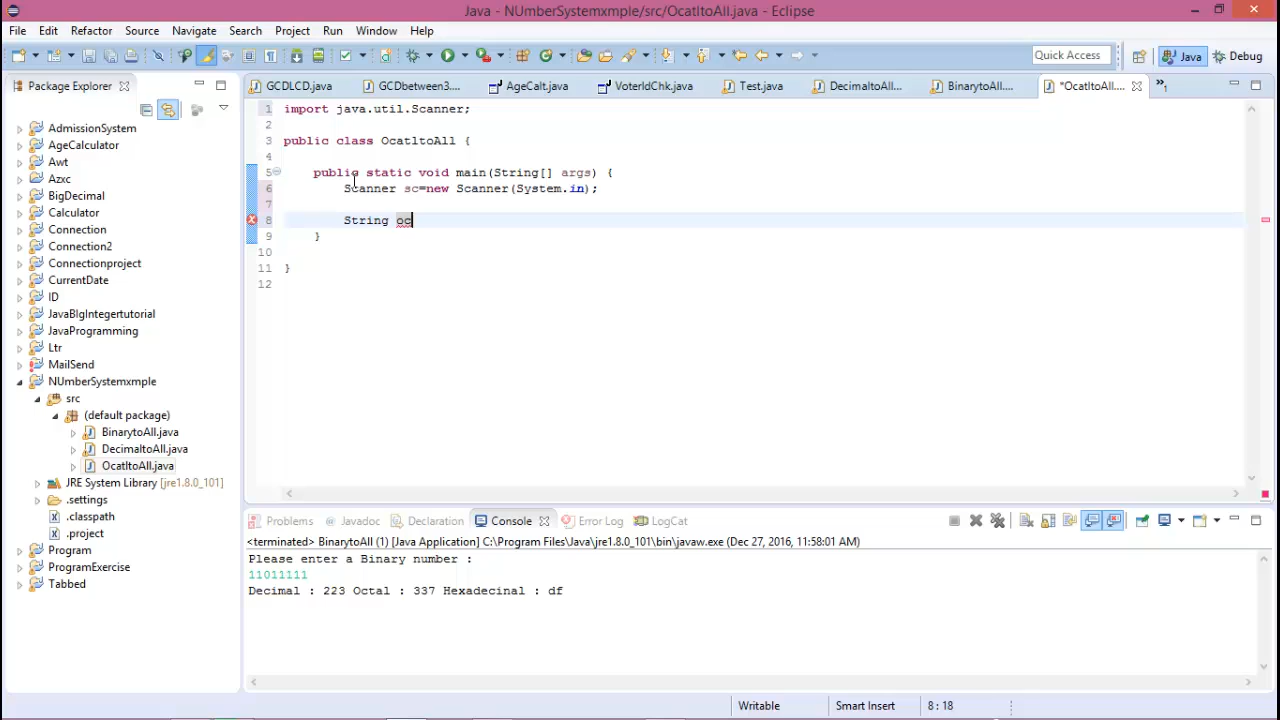 Java - NUmberSystemxmple/src/OcatltoAll.java - Eclipse
File Edit Refactor Source Navigate Search Project Run Window Help
Quick Access Java Debug
Package Explorer
GCDLCD.java GCDbetween3.... AgeCalt.java VoterIdChk.java Test.java DecimaltoAll... BinarytoAll.... *OcatltoAll.... »1
AdmissionSystem
AgeCalculator
Awt
Azxc
BigDecimal
Calculator
Connection
Connection2
Connectionproject
CurrentDate
ID
JavaBIgIntegertutorial
JavaProgramming
Ltr
MailSend
NUmberSystemxmple
src
(default package)
BinarytoAll.java
DecimaltoAll.java
OcatltoAll.java
JRE System Library [jre1.8.0_101]
.settings
.classpath
.project
Program
ProgramExercise
Tabbed
1 import java.util.Scanner;
2
3 public class OcatltoAll {
4
5 public static void main(String[] args) {
6 Scanner sc=new Scanner(System.in);
7
8 String oc
9 }
10
11 }
12
Problems Javadoc Declaration Console Error Log LogCat
<terminated> BinarytoAll (1) [Java Application] C:\Program Files\Java\jre1.8.0_101\bin\javaw.exe (Dec 27, 2016, 11:58:01 AM)
Please enter a Binary number :
11011111
Decimal : 223 Octal : 337 Hexadecinal : df
Writable Smart Insert 8 : 18